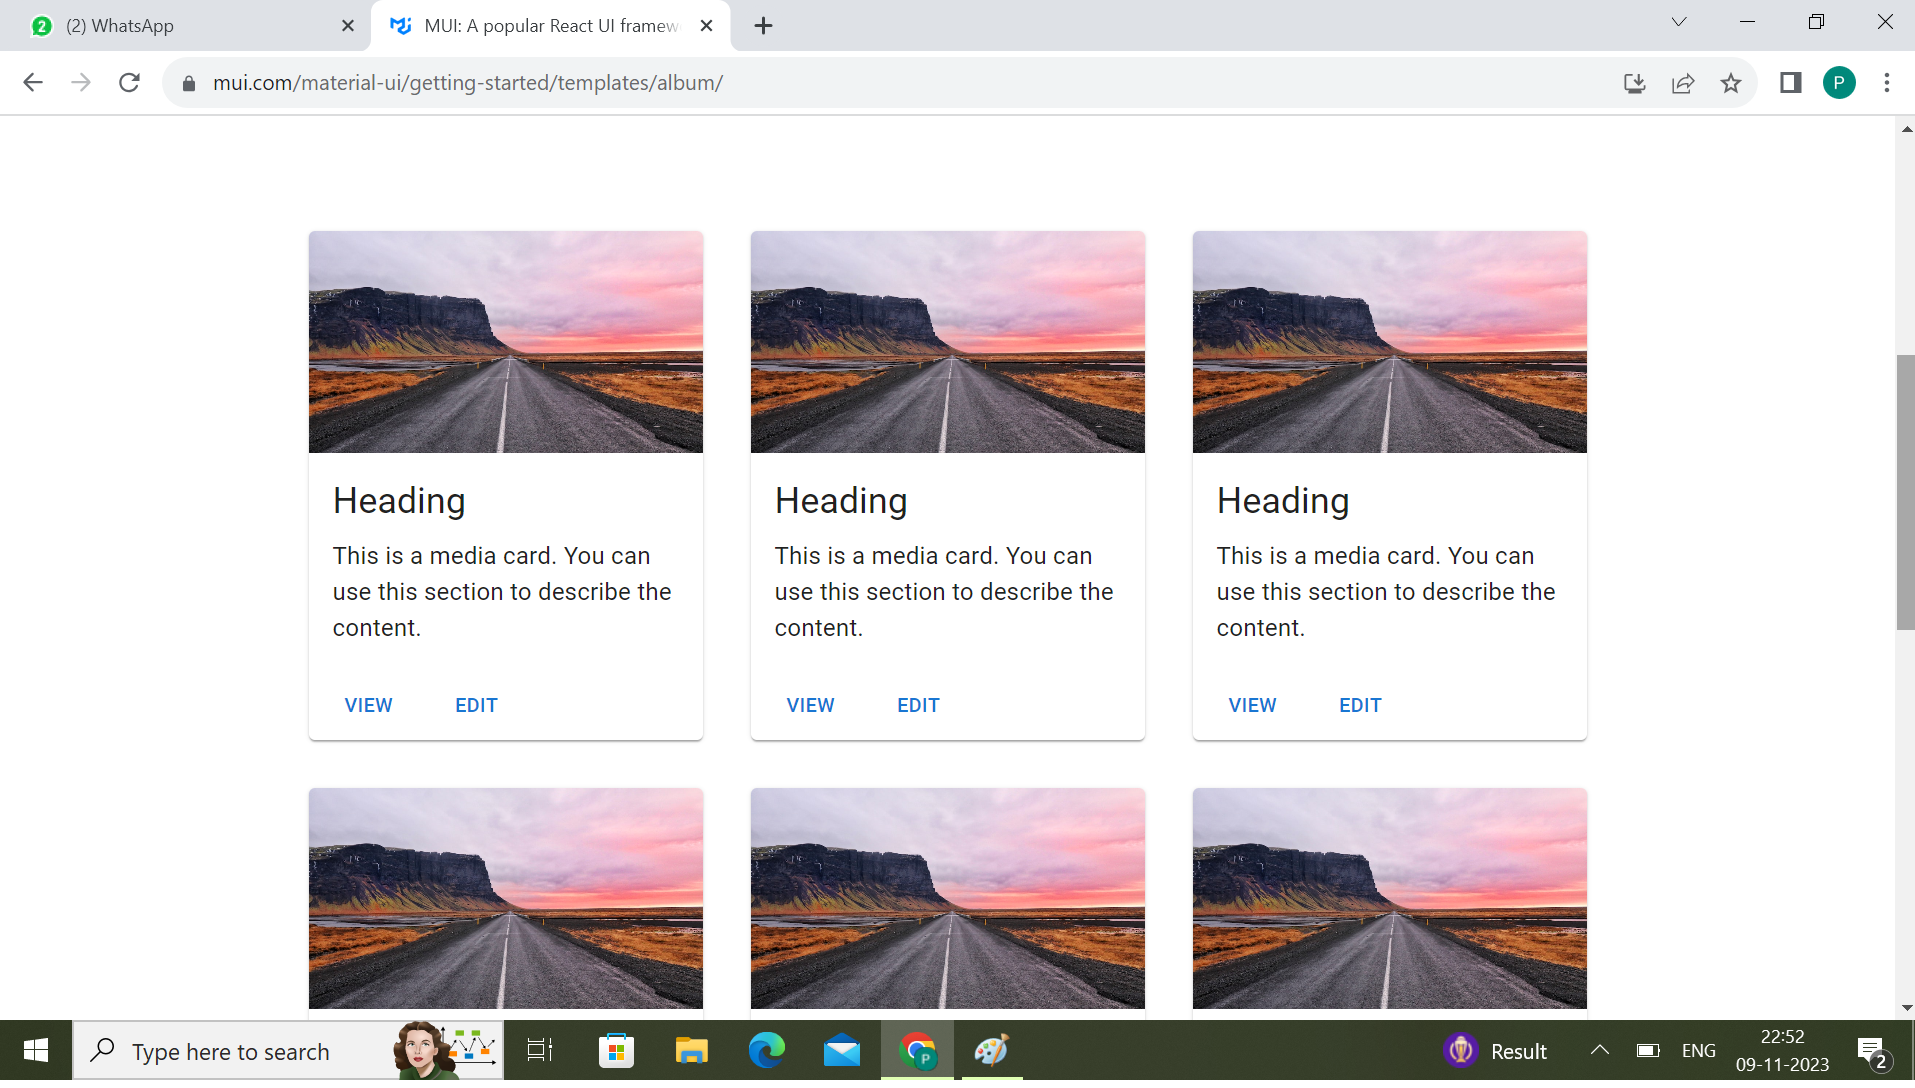 2 (2) WhatsApp
MUI: A popular React UI framew
mui.com/material-ui/getting-started/templates/album/
P
Heading
This is a media card. You can
use this section to describe the
content.
VIEW EDIT
Heading
This is a media card. You can
use this section to describe the
content.
VIEW EDIT
Heading
This is a media card. You can
use this section to describe the
content.
VIEW EDIT
Type here to search
P
Result
ENG
22:52
09-11-2023
2